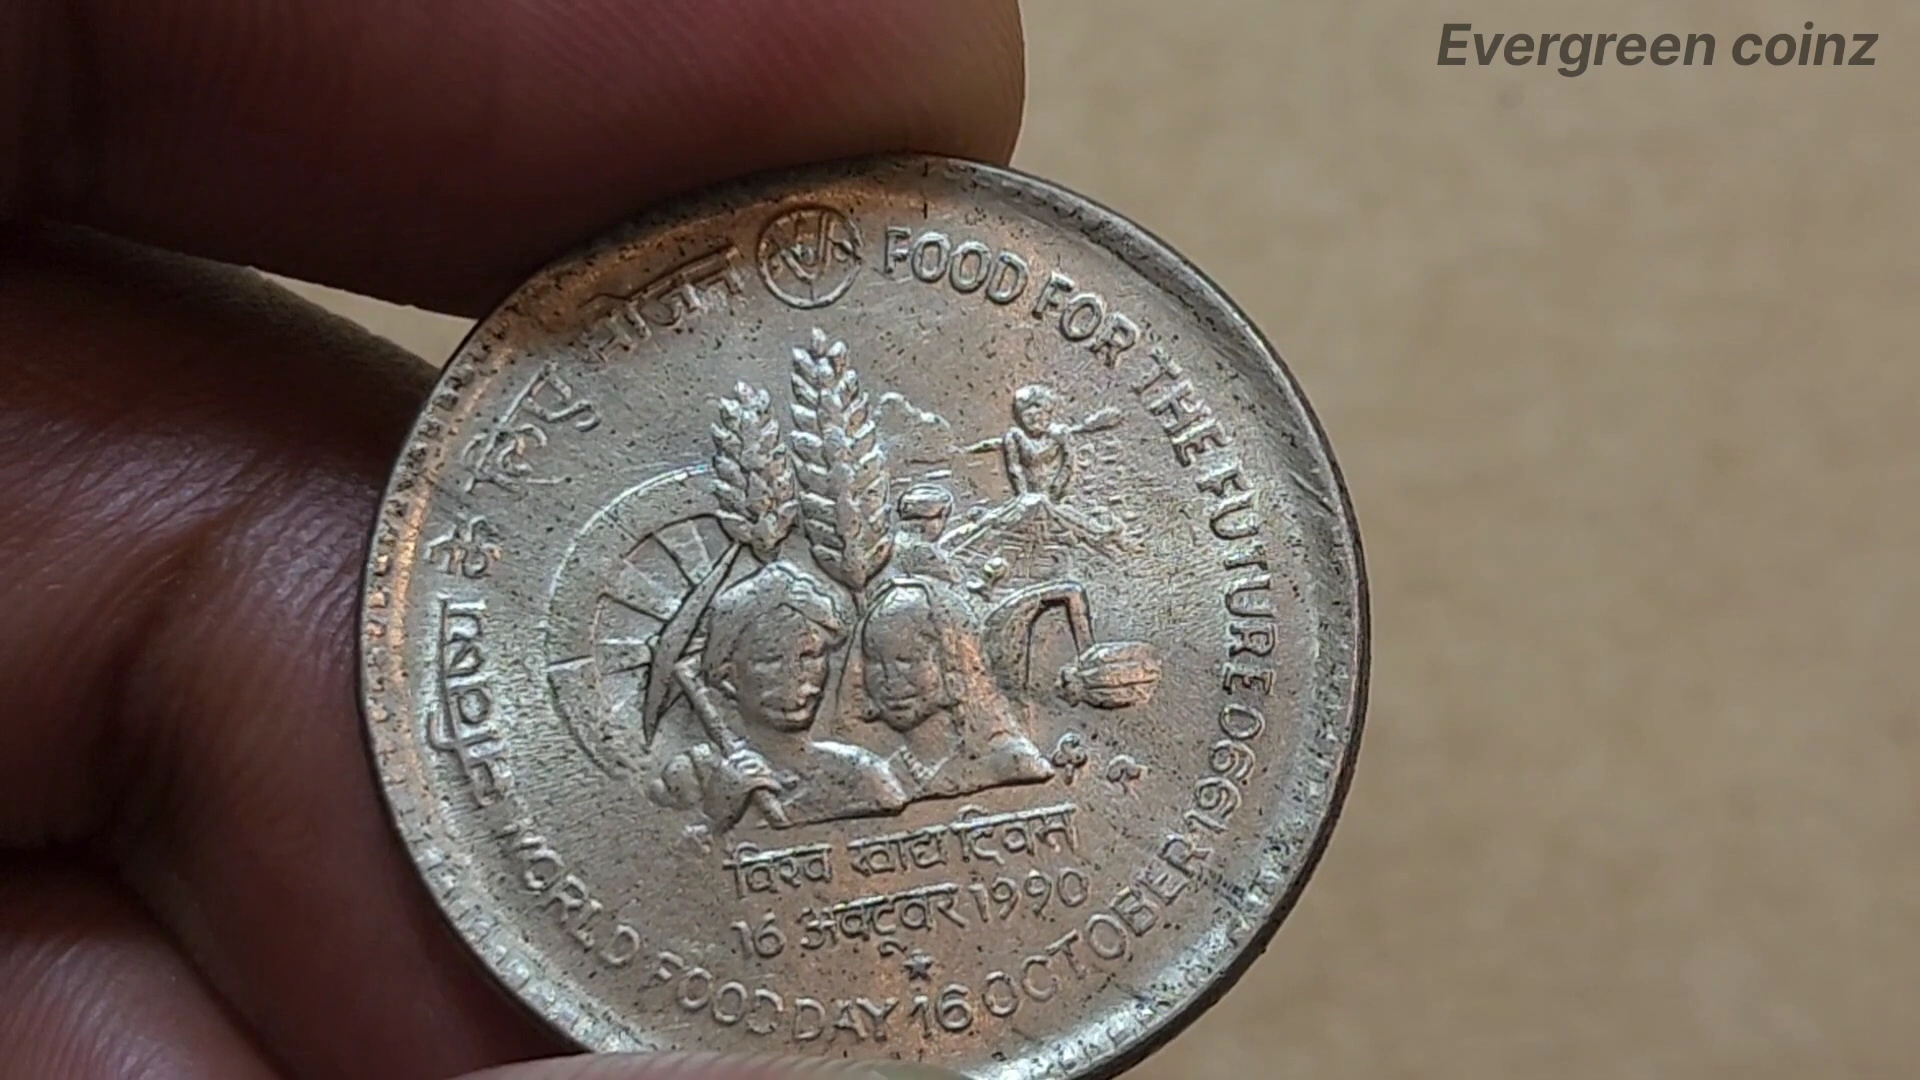 Evergreen coinz
भविष्य के लिए भोजन
FOOD FOR THE FUTURE
विश्व खाद्य दिवस
16 अक्टूबर 1990
★
WORLD FOOD DAY 16 OCTOBER 1990